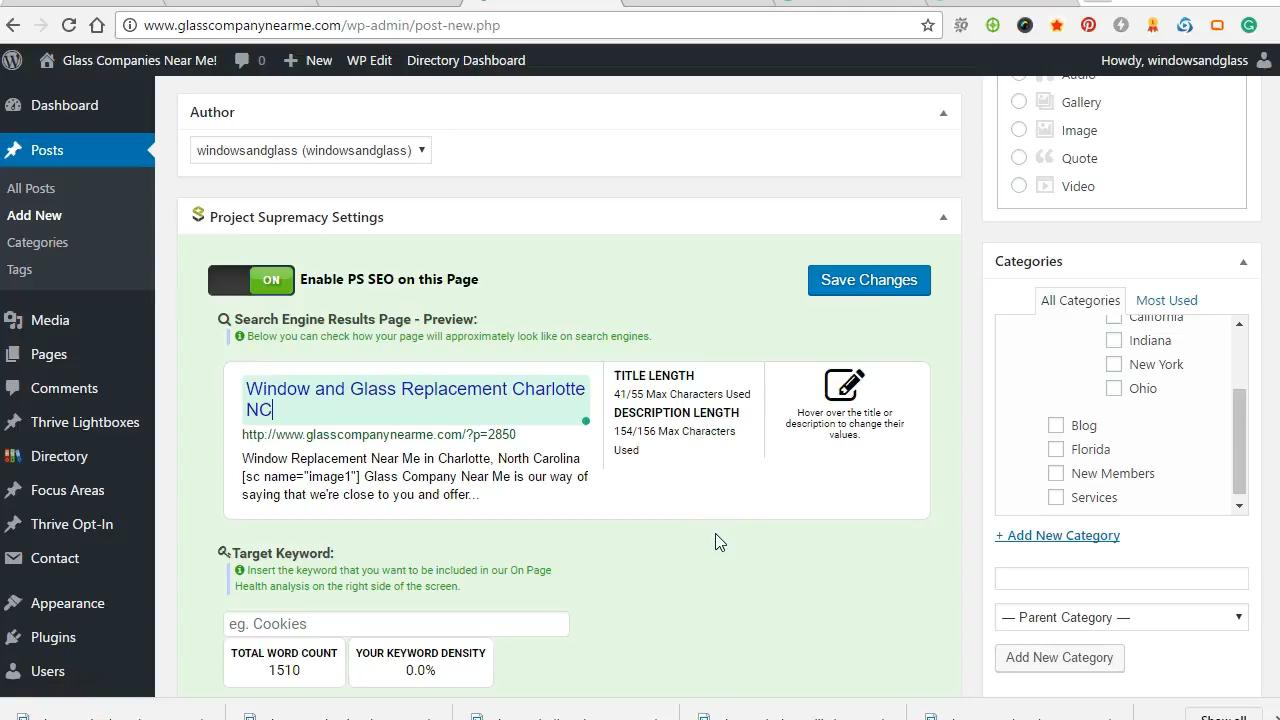 www.glasscompanynearme.com/wp-admin/post-new.php
Glass Companies Near Me! 0 New WP Edit Directory Dashboard Howdy, windowsandglass
Dashboard
Posts
All Posts
Add New
Categories
Tags
Media
Pages
Comments
Thrive Lightboxes
Directory
Focus Areas
Thrive Opt-In
Contact
Appearance
Plugins
Users
Author
windowsandglass (windowsandglass)
Project Supremacy Settings
ON Enable PS SEO on this Page
Save Changes
Search Engine Results Page - Preview:
Below you can check how your page will approximately look like on search engines.
Window and Glass Replacement Charlotte
NC
http://www.glasscompanynearme.com/?p=2850
Window Replacement Near Me in Charlotte, North Carolina
[sc name="image1"] Glass Company Near Me is our way of
saying that we're close to you and offer...
TITLE LENGTH
41/55 Max Characters Used
DESCRIPTION LENGTH
154/156 Max Characters
Used
Hover over the title or
description to change their
values.
Target Keyword:
Insert the keyword that you want to be included in our On Page
Health analysis on the right side of the screen.
eg. Cookies
TOTAL WORD COUNT
1510
YOUR KEYWORD DENSITY
0.0%
Audio
Gallery
Image
Quote
Video
Categories
All Categories Most Used
California
Indiana
New York
Ohio
Blog
Florida
New Members
Services
+ Add New Category
— Parent Category —
Add New Category
Show all